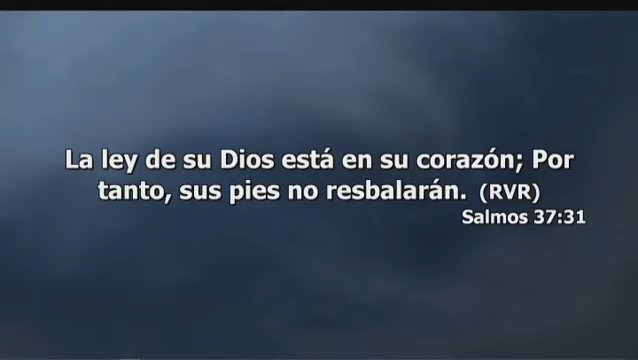 La ley de su Dios está en su corazón; Por
tanto, sus pies no resbalarán. (RVR)
Salmos 37:31